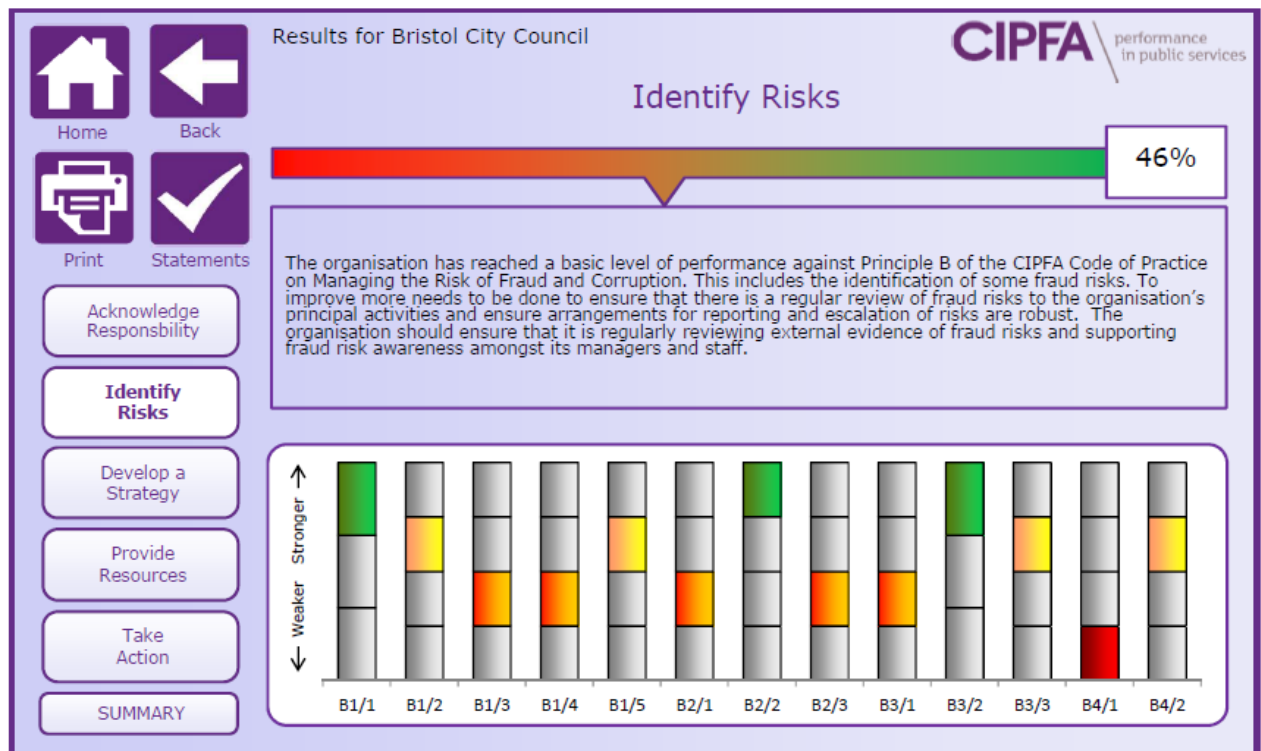 Results for Bristol City Council
CIPFA
performance
in public services
Identify Risks
46%
Home
Back
Print
Statements
The organisation has reached a basic level of performance against Principle B of the CIPFA Code of Practice
on Managing the Risk of Fraud and Corruption. This includes the identification of some fraud risks. To
improve more needs to be done to ensure that there is a regular review of fraud risks to the organisation's
principal activities and ensure arrangements for reporting and escalation of risks are robust.  The
organisation should ensure that it is regularly reviewing external evidence of fraud risks and supporting
fraud risk awareness amongst its managers and staff.
Acknowledge
Responsbility
Identify
Risks
Develop a
Strategy
Provide
Resources
Take
Action
SUMMARY
← Weaker  Stronger →
B1/1 B1/2 B1/3 B1/4 B1/5 B2/1 B2/2 B2/3 B3/1 B3/2 B3/3 B4/1 B4/2